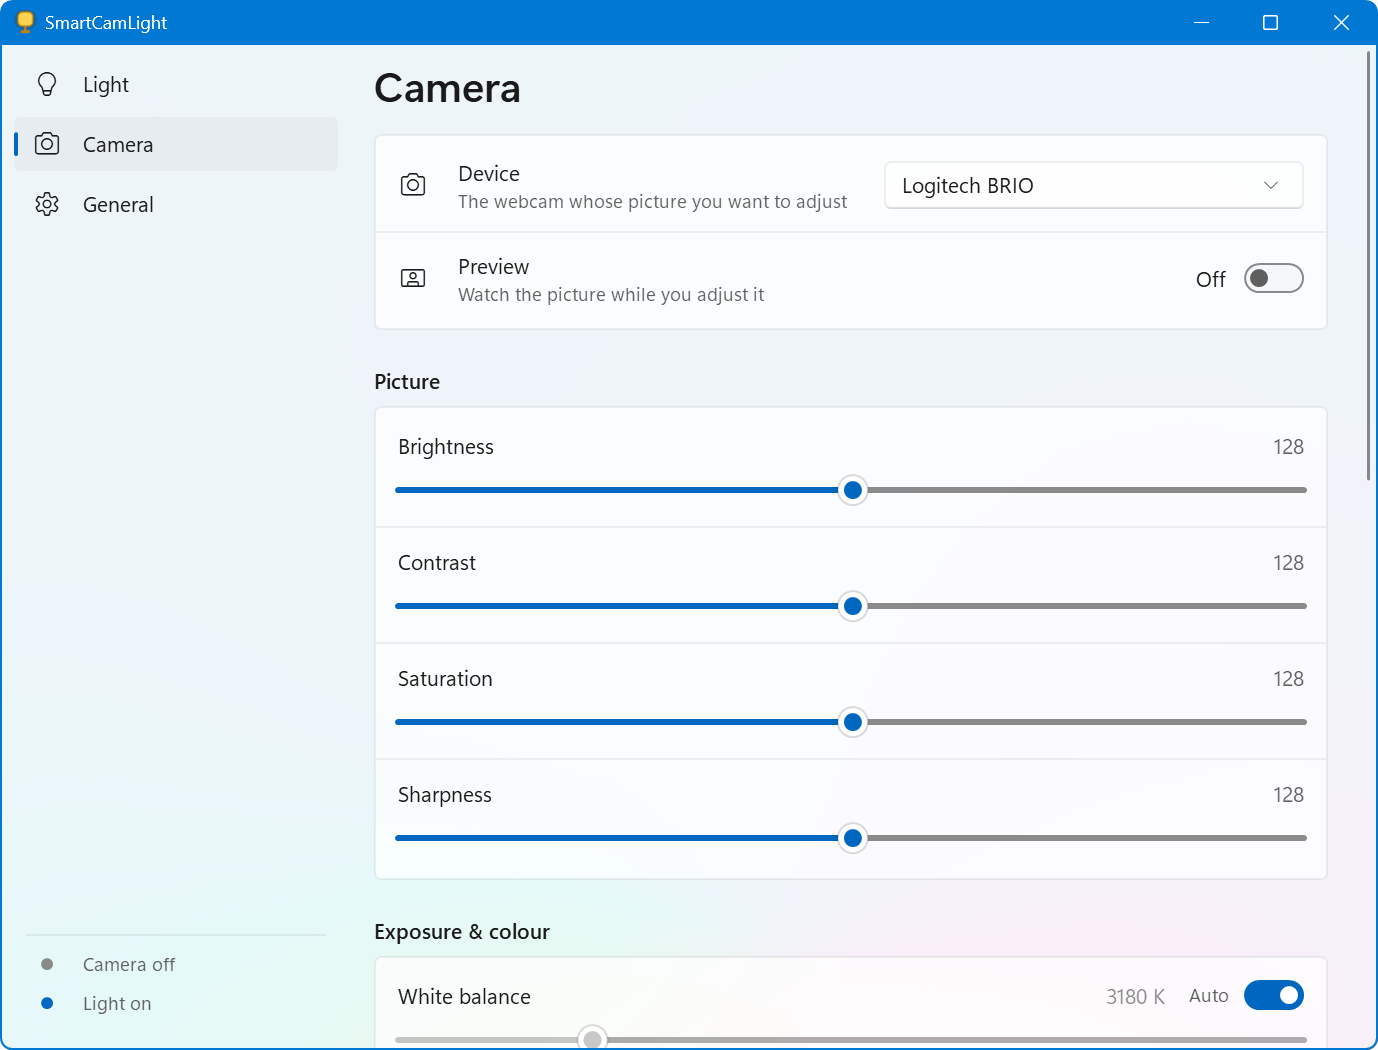 SmartCamLight
Light
Camera
General
Camera off
Light on
Camera
Device
The webcam whose picture you want to adjust
Logitech BRIO
Preview
Watch the picture while you adjust it
Off
Picture
Brightness
128
Contrast
128
Saturation
128
Sharpness
128
Exposure & colour
White balance
3180 K
Auto